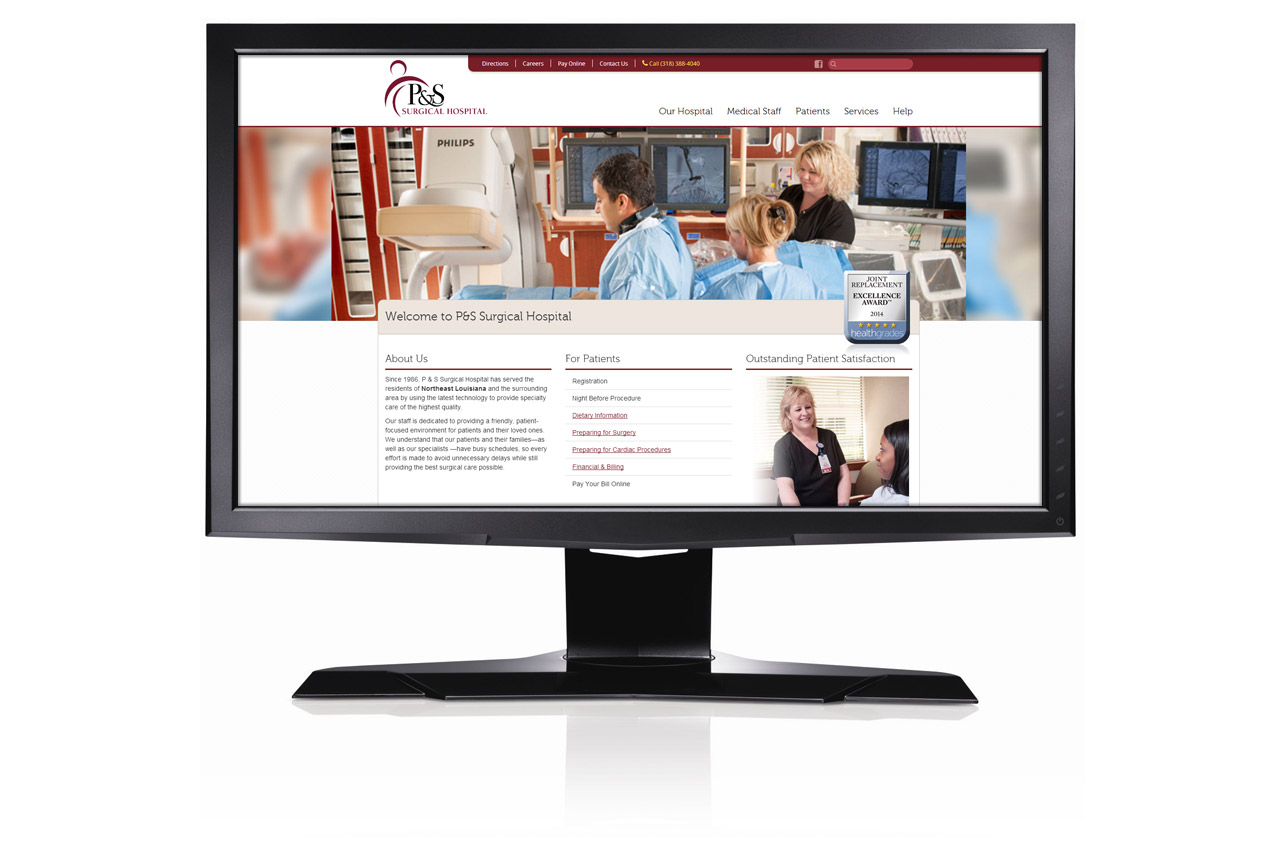 Directions
Careers
Pay Online
Contact Us
Call (318) 388-4040
P&S
SURGICAL HOSPITAL
Our Hospital
Medical Staff
Patients
Services
Help
PHILIPS
JOINT
REPLACEMENT
EXCELLENCE
AWARD™
2014
healthgrades
Welcome to P&S Surgical Hospital
About Us
Since 1986, P & S Surgical Hospital has served the
residents of Northeast Louisiana and the surrounding
area by using the latest technology to provide specialty
care of the highest quality.
Our staff is dedicated to providing a friendly, patient-
focused environment for patients and their loved ones.
We understand that our patients and their families—as
well as our specialists —have busy schedules, so every
effort is made to avoid unnecessary delays while still
providing the best surgical care possible.
For Patients
Registration
Night Before Procedure
Dietary Information
Preparing for Surgery
Preparing for Cardiac Procedures
Financial & Billing
Pay Your Bill Online
Outstanding Patient Satisfaction